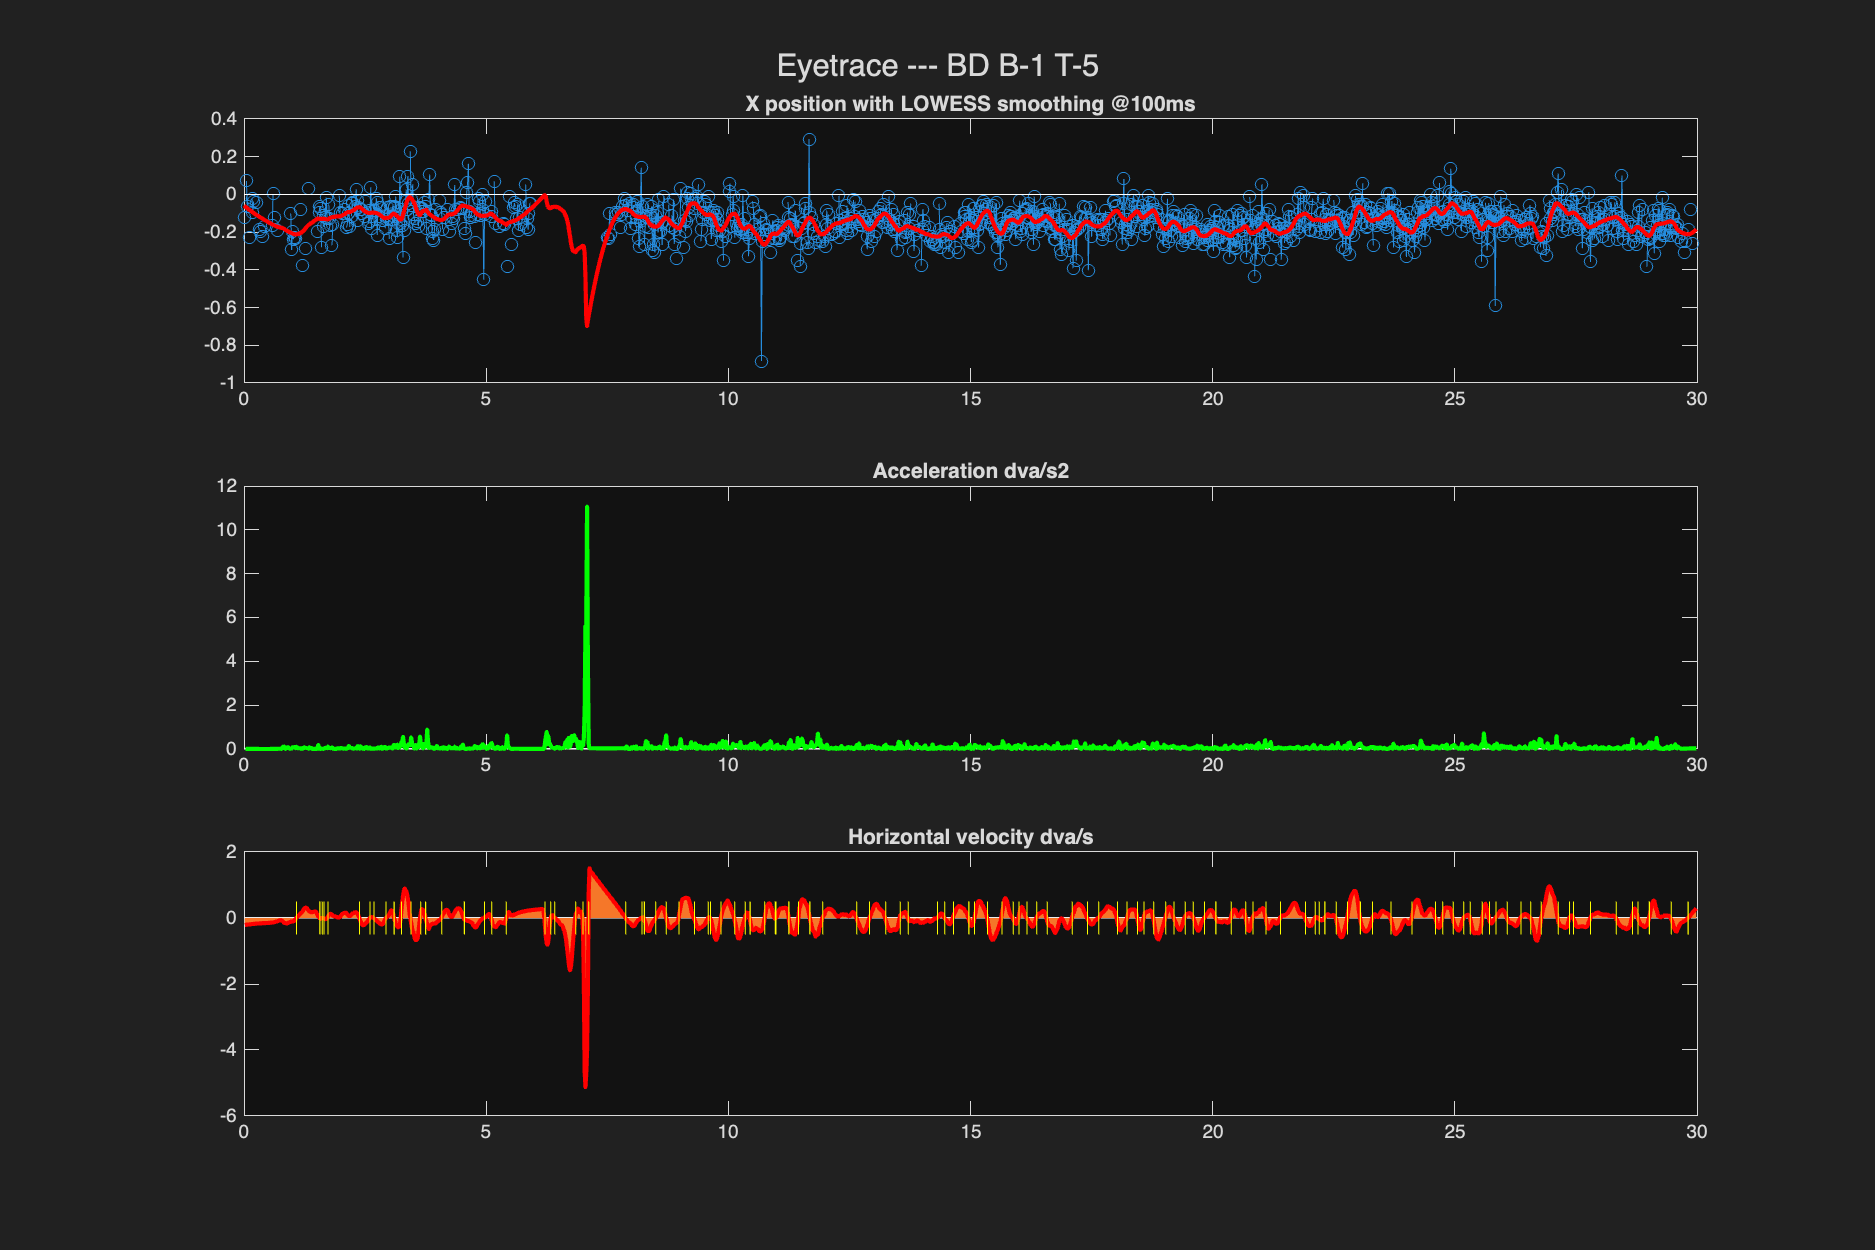 Eyetrace --- BD B-1 T-5
X position with LOWESS smoothing @100ms
0.4
0.2
0
-0.2
-0.4
-0.6
-0.8
-1
0 5 10 15 20 25 30
Acceleration dva/s2
12
10
8
6
4
2
0
0 5 10 15 20 25 30
Horizontal velocity dva/s
2
0
-2
-4
-6
0 5 10 15 20 25 30